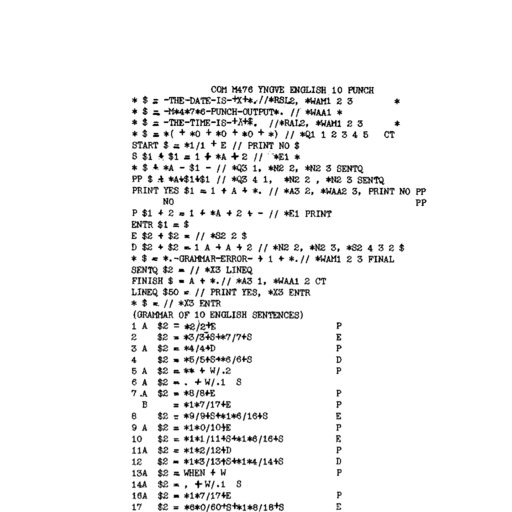 COM M476 YNGVE ENGLISH 10 PUNCH
* $ = -THE-DATE-IS-+X+*.//*RSL2, *WAM1 2 3 *
* $ = -M*4*7*6-PUNCH-OUTPUT*. // *WAA1 *
* $ = -THE-TIME-IS-+X+*. //*RAL2, *WAM1 2 3 *
* $ = *( + *0 + *0 + *0 + *) // *Q1 1 2 3 4 5 CT
START $ = *1/1 + E // PRINT NO $
S $1 + $1 = 1 + *A + 2 // *E1 *
* $ + *A - $1 - // *Q3 1, *N2 2, *N2 3 SENTQ
PP $ + *A+$1+$1 // *Q3 4 1, *N2 2 , *N2 3 SENTQ
PRINT YES $1 = 1 + A + *. // *A3 2, *WAA2 3, PRINT NO PP
NO PP
P $1 + 2 = 1 + *A + 2 + - // *E1 PRINT
ENTR $1 = $
E $2 + $2 = // *S2 2 $
D $2 + $2 = 1 A + A + 2 // *N2 2, *N2 3, *S2 4 3 2 $
* $ = *.-GRAMMAR-ERROR- + 1 + *.// *WAM1 2 3 FINAL
SENTQ $2 = // *X3 LINEQ
FINISH $ = A + *.// *A3 1, *WAA1 2 CT
LINEQ $50 = // PRINT YES, *X3 ENTR
* $ = // *X3 ENTR
(GRAMMAR OF 10 ENGLISH SENTENCES)
1 A $2 = *2/2+E P
2 $2 = *3/3+S+*7/7+S E
3 A $2 = *4/4+D P
4 $2 = *5/5+S+*6/6+S D
5 A $2 = ** + W/.2 P
6 A $2 = . + W/.1 S
7 A $2 = *8/8+E P
B = *1*7/17+E P
8 $2 = *9/9+S+*1*6/16+S E
9 A $2 = *1*0/10+E P
10 $2 = *1*1/11+S+*1*6/16+S E
11A $2 = *1*2/12+D P
12 $2 = *1*3/13+S+*1*4/14+S D
13A $2 = WHEN + W P
14A $2 = , + W/.1 S
16A $2 = *1*7/17+E P
17 $2 = *6*0/60+S+*1*8/18+S E